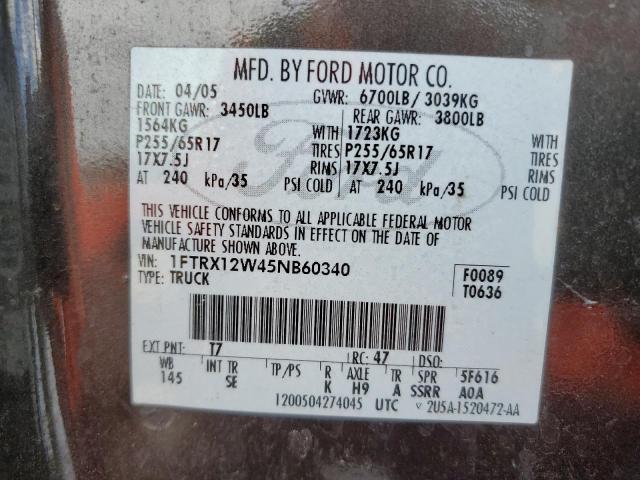 MFD. BY FORD MOTOR CO.
DATE: 04/05 GVWR: 6700LB/ 3039KG
FRONT GAWR: 3450LB REAR GAWR: 3800LB
1564KG WITH 1723KG WITH
P255/65R17 TIRES P255/65R17 TIRES
17X7.5J RIMS 17X7.5J RIMS
AT 240 kPa/35 PSI COLD AT 240 kPa/35 PSI COLD
Ford
THIS VEHICLE CONFORMS TO ALL APPLICABLE FEDERAL MOTOR
VEHICLE SAFETY STANDARDS IN EFFECT ON THE DATE OF
MANUFACTURE SHOWN ABOVE.
VIN: 1FTRX12W45NB60340 F0089
TYPE: TRUCK T0636
EXT PNT: T7 RC: 47 DSO:
WB INT TR TP/PS R AXLE TR SPR 5F616
145 SE K H9 A SSRR A0A
1200504274045 UTC V 2U5A-1520472-AA